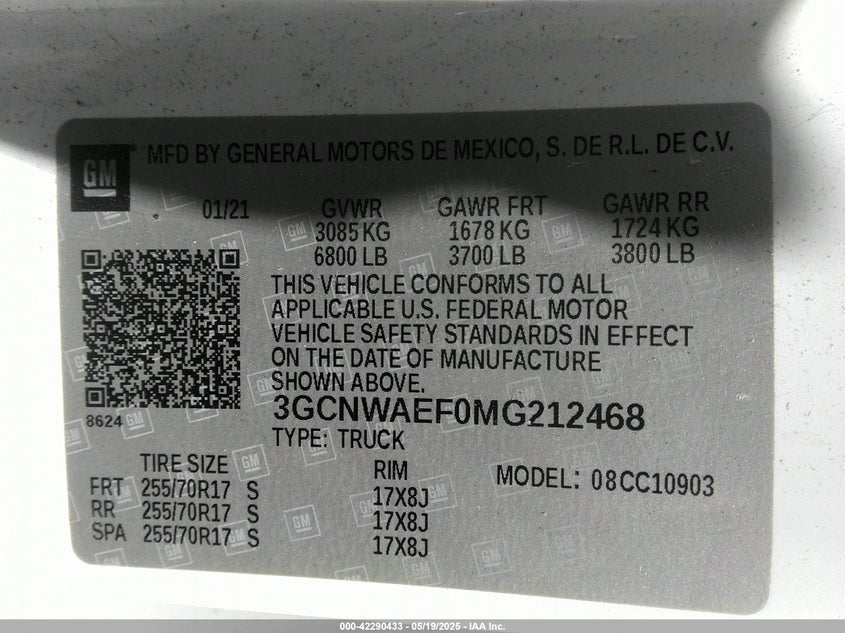 GM
MFD BY GENERAL MOTORS DE MEXICO, S. DE R.L. DE C.V.
01/21 GVWR GAWR FRT GAWR RR
3085 KG 1678 KG 1724 KG
6800 LB 3700 LB 3800 LB
THIS VEHICLE CONFORMS TO ALL
APPLICABLE U.S. FEDERAL MOTOR
VEHICLE SAFETY STANDARDS IN EFFECT
ON THE DATE OF MANUFACTURE
SHOWN ABOVE.
8624
3GCNWAEF0MG212468
TYPE: TRUCK
TIRE SIZE RIM MODEL: 08CC10903
FRT 255/70R17 S 17X8J
RR 255/70R17 S 17X8J
SPA 255/70R17 S 17X8J
000-42290433 - 05/19/2025 - IAA Inc.